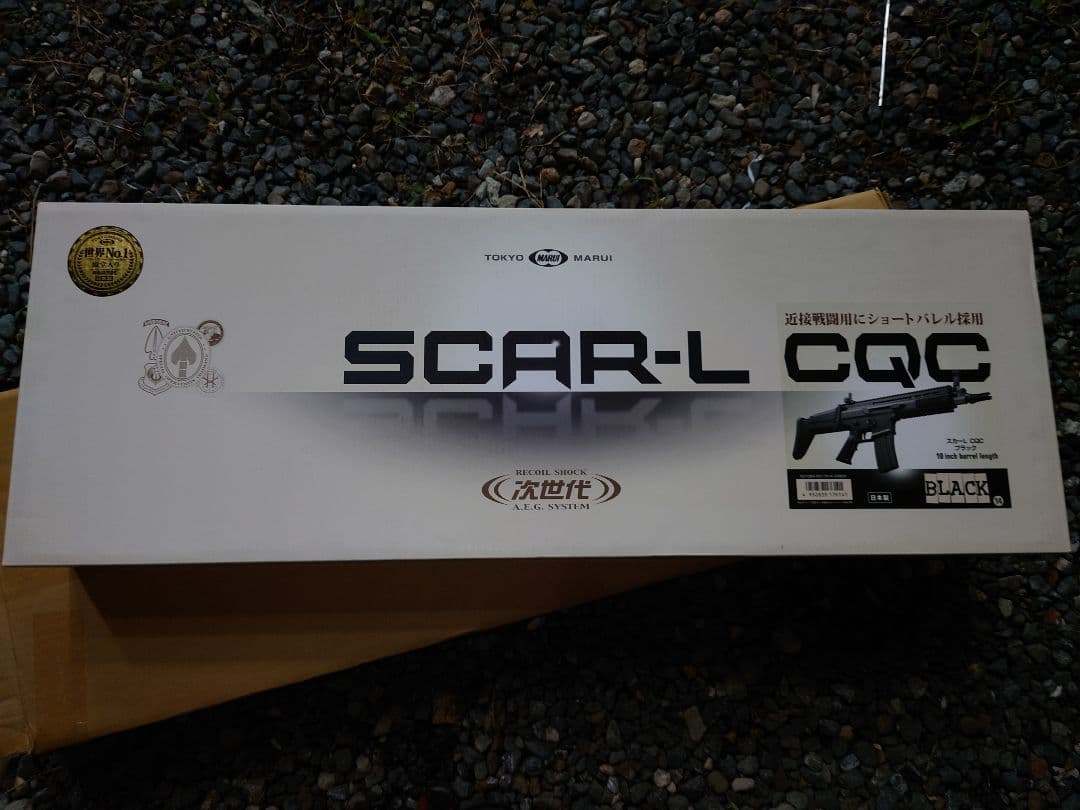 世界No.1
TOKYO MARUI MARUI
近接戦闘用にショートバレル採用
SCAR-L CQC
スカーL CQC
ブラック
10 inch barrel length
RECOIL SHOCK
次世代
A.E.G. SYSTEM
日本製
BLACK
14